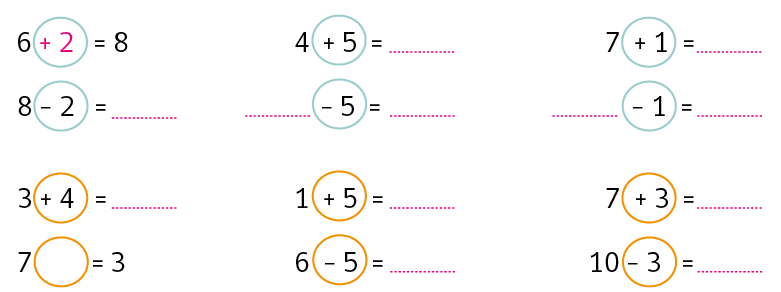 6 + 2 = 8 4 + 5 = ............ 7 + 1 = ............
8 – 2 = ............ ............ – 5 = ............ ............ – 1 = ............
3 + 4 = ............ 1 + 5 = ............ 7 + 3 = ............
7 = 3 6 – 5 = ............ 10 – 3 = ............